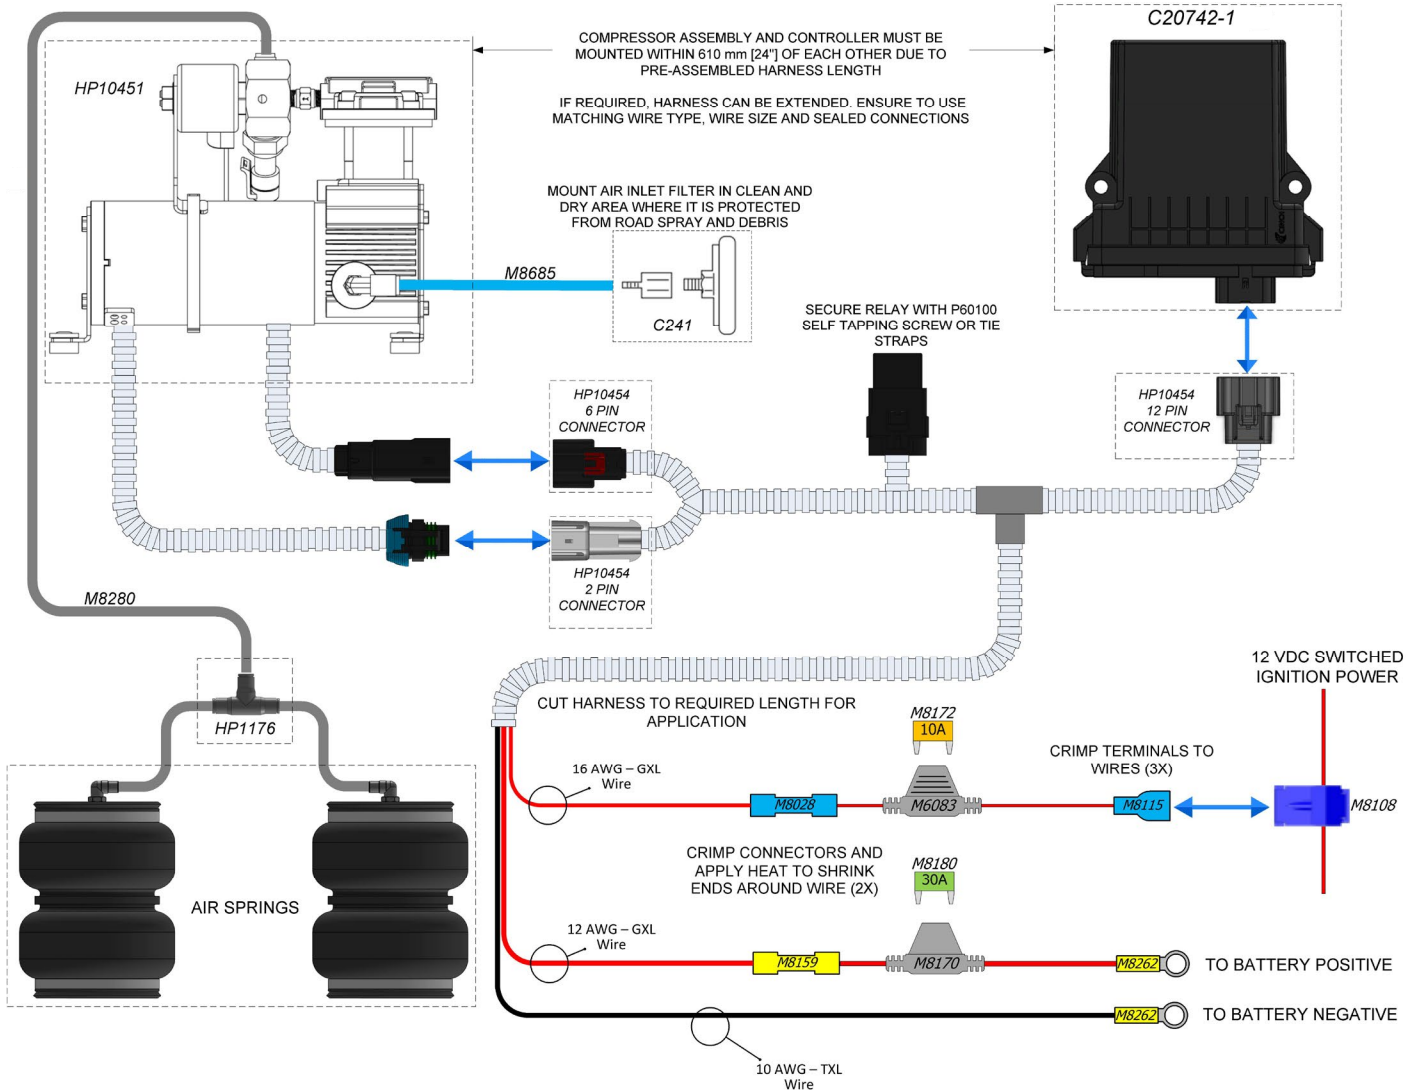 C20742-1
COMPRESSOR ASSEMBLY AND CONTROLLER MUST BE
MOUNTED WITHIN 610 mm [24"] OF EACH OTHER DUE TO
PRE-ASSEMBLED HARNESS LENGTH
IF REQUIRED, HARNESS CAN BE EXTENDED. ENSURE TO USE
MATCHING WIRE TYPE, WIRE SIZE AND SEALED CONNECTIONS
HP10451
MOUNT AIR INLET FILTER IN CLEAN AND
DRY AREA WHERE IT IS PROTECTED
FROM ROAD SPRAY AND DEBRIS
M8685
C241
SECURE RELAY WITH P60100
SELF TAPPING SCREW OR TIE
STRAPS
HP10454
6 PIN
CONNECTOR
HP10454
12 PIN
CONNECTOR
HP10454
2 PIN
CONNECTOR
M8280
HP1176
AIR SPRINGS
12 VDC SWITCHED
IGNITION POWER
CUT HARNESS TO REQUIRED LENGTH FOR
APPLICATION
M8172
10A
CRIMP TERMINALS TO
WIRES (3X)
16 AWG – GXL
Wire
M8028
M6083
M8115
M8108
CRIMP CONNECTORS AND
APPLY HEAT TO SHRINK
ENDS AROUND WIRE (2X)
M8180
30A
12 AWG – GXL
Wire
M8159
M8170
M8262
TO BATTERY POSITIVE
M8262
TO BATTERY NEGATIVE
10 AWG – TXL
Wire